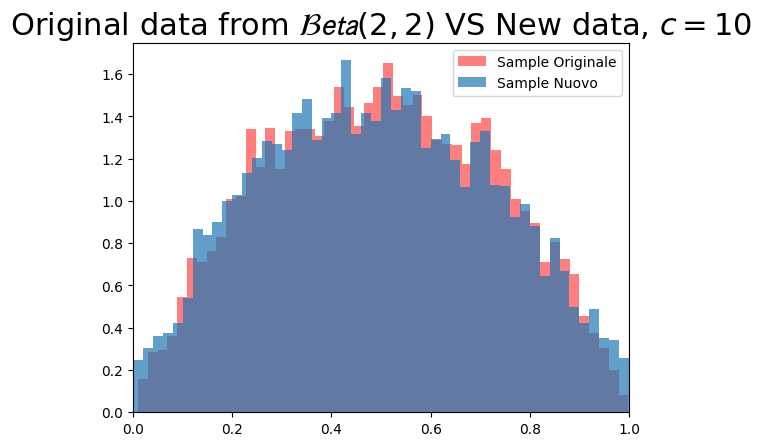 Original data from ℬeta(2, 2) VS New data, c = 10
Sample Originale
Sample Nuovo
1.6
1.4
1.2
1.0
0.8
0.6
0.4
0.2
0.0
0.0 0.2 0.4 0.6 0.8 1.0